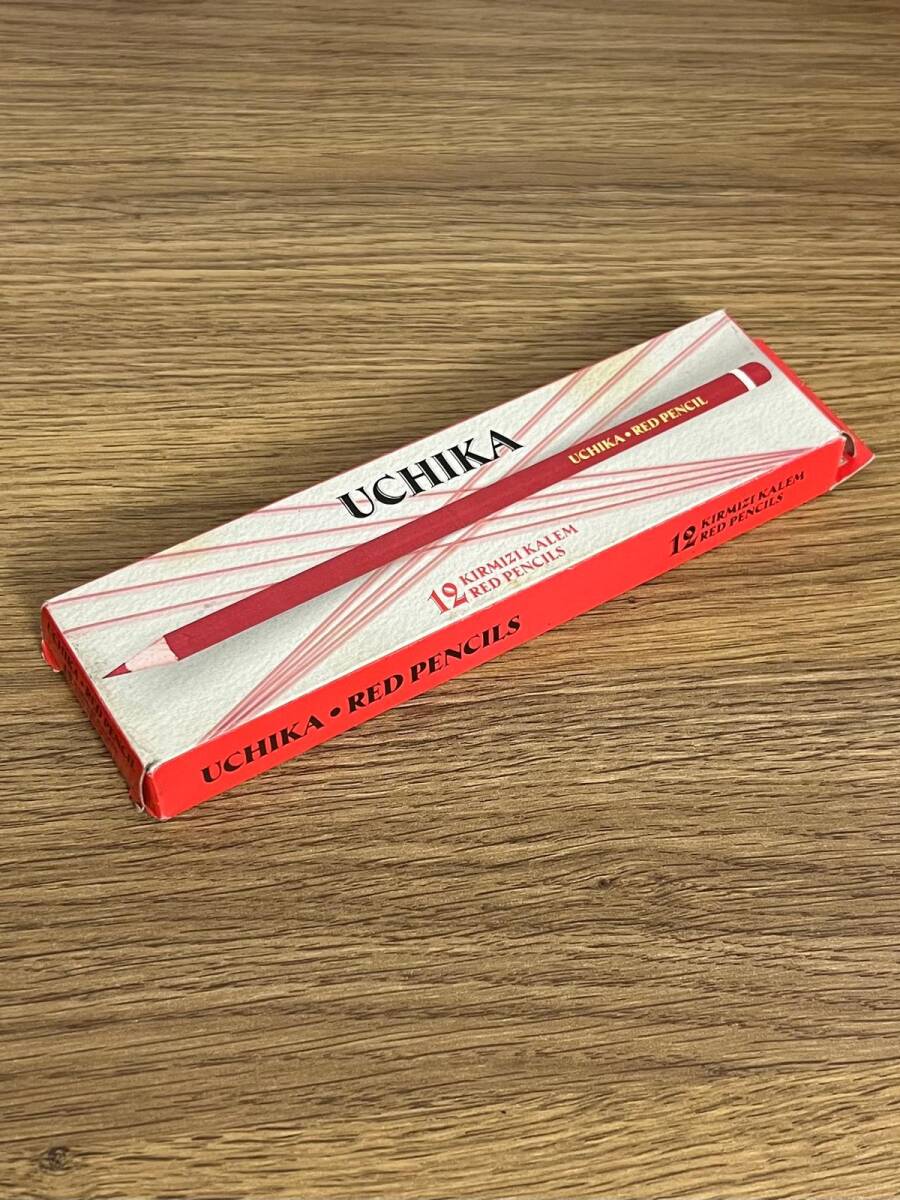 UCHIKA
UCHIKA • RED PENCIL
12 KIRMIZI KALEM
RED PENCILS
UCHIKA • RED PENCILS
12 KIRMIZI KALEM
RED PENCILS